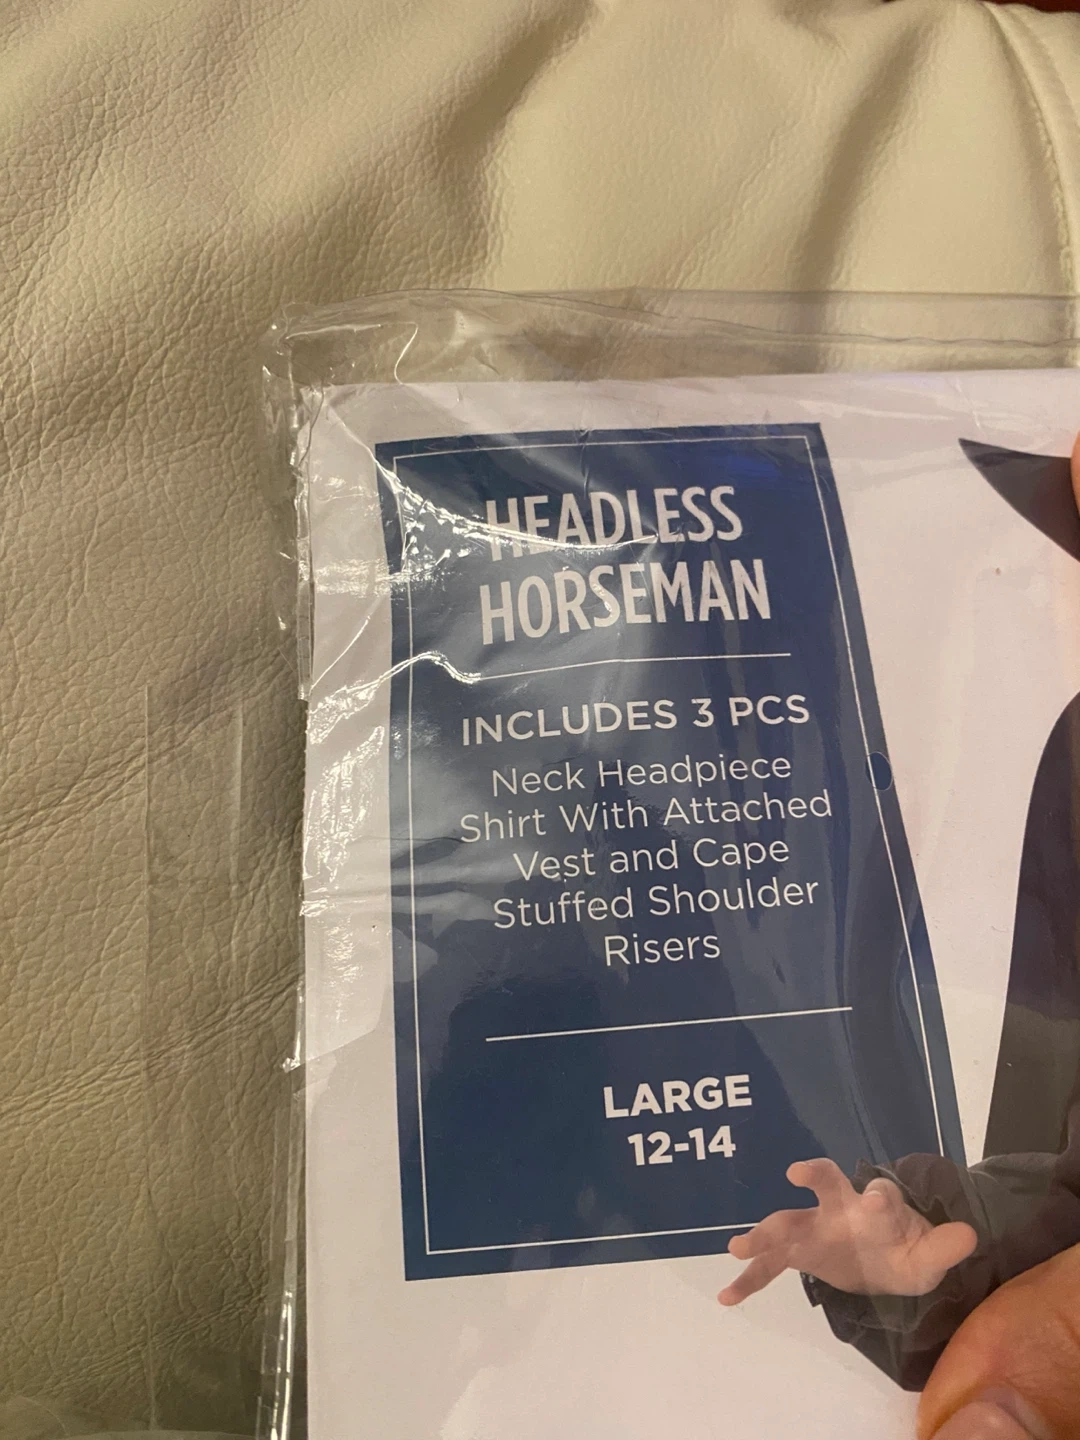 HEADLESS
HORSEMAN
INCLUDES 3 PCS
Neck Headpiece
Shirt With Attached
Vest and Cape
Stuffed Shoulder
Risers
LARGE
12-14